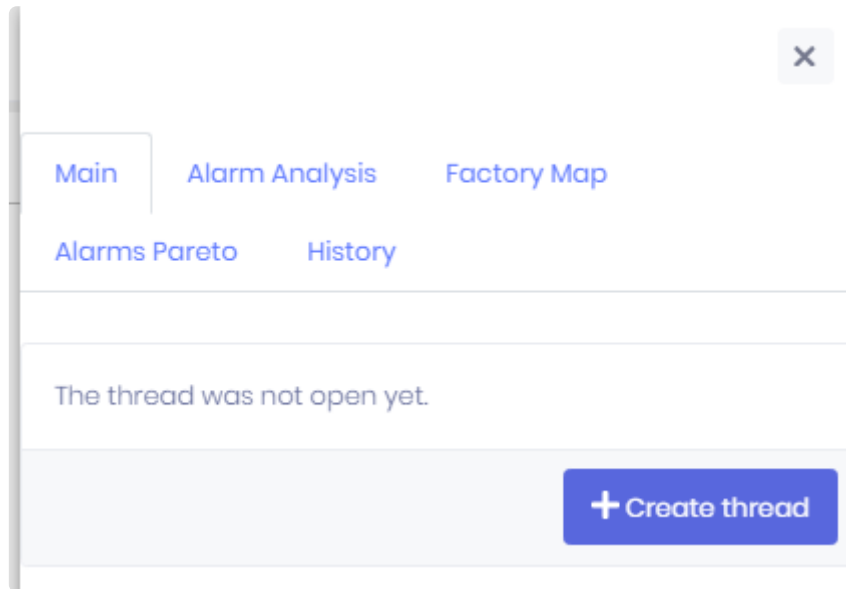 Main Alarm Analysis Factory Map
Alarms Pareto History
The thread was not open yet.
Create thread